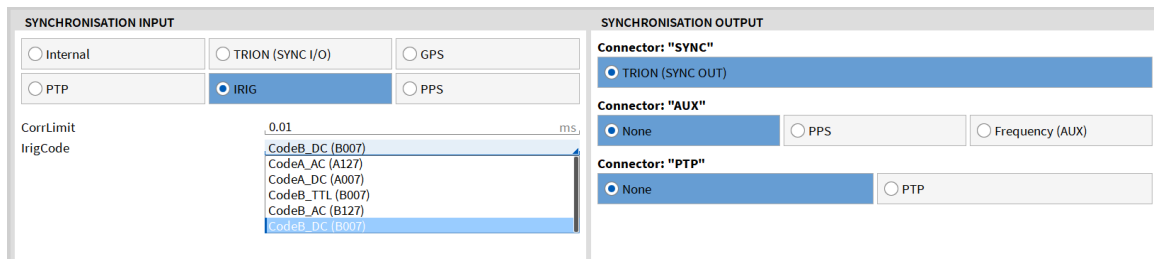 SYNCHRONISATION INPUT
Internal
TRION (SYNC I/O)
GPS
PTP
IRIG
PPS
CorrLimit
0.01
ms
IrigCode
CodeB_DC (B007)
CodeA_AC (A127)
CodeA_DC (A007)
CodeB_TTL (B007)
CodeB_AC (B127)
CodeB_DC (B007)
SYNCHRONISATION OUTPUT
Connector: "SYNC"
TRION (SYNC OUT)
Connector: "AUX"
None
PPS
Frequency (AUX)
Connector: "PTP"
None
PTP